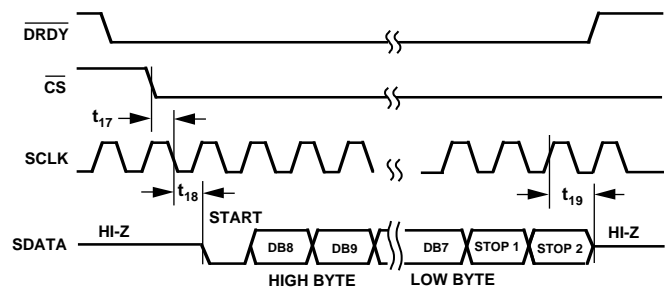 DRDY
CS
t17
SCLK
t18
t19
START
HI-Z
HI-Z
SDATA
DB8
DB9
DB7
STOP 1
STOP 2
HIGH BYTE
LOW BYTE